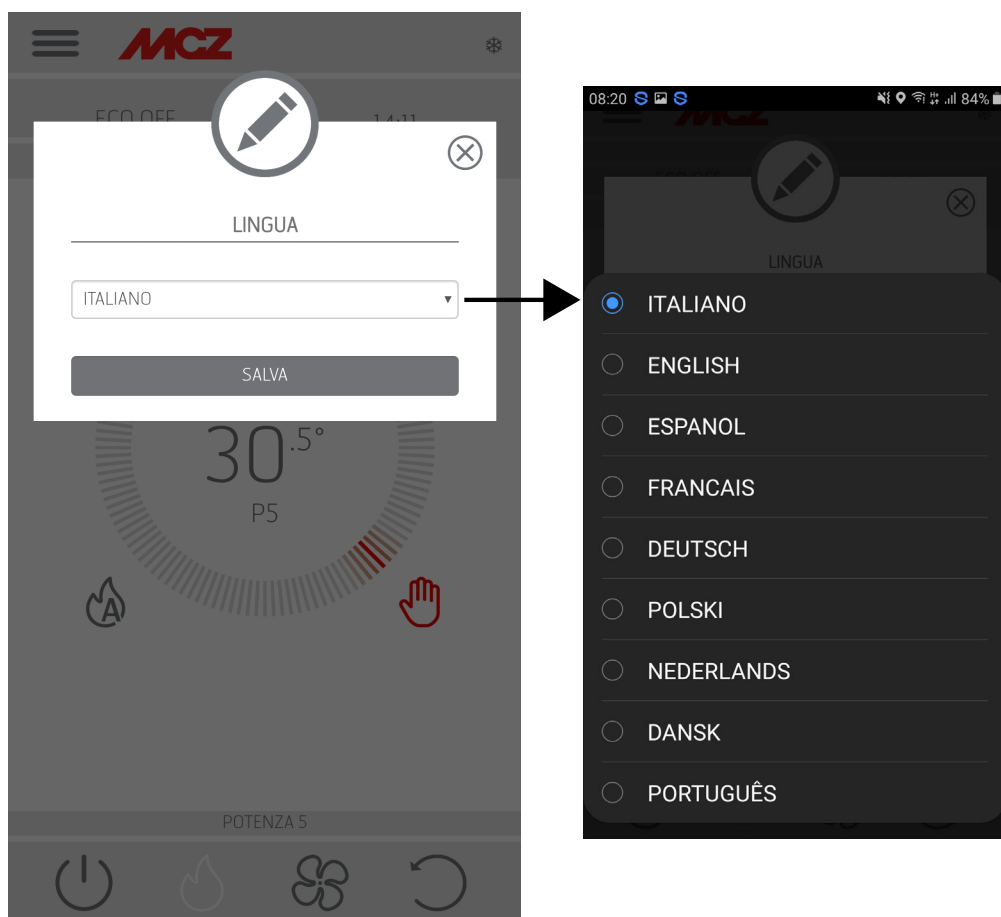 MCZ
ECO OFF 14:11
LINGUA
ITALIANO
SALVA
30.5°
P5
A
POTENZA 5
08:20 84%
MCZ
LINGUA
ITALIANO
ENGLISH
ESPANOL
FRANCAIS
DEUTSCH
POLSKI
NEDERLANDS
DANSK
PORTUGUÊS